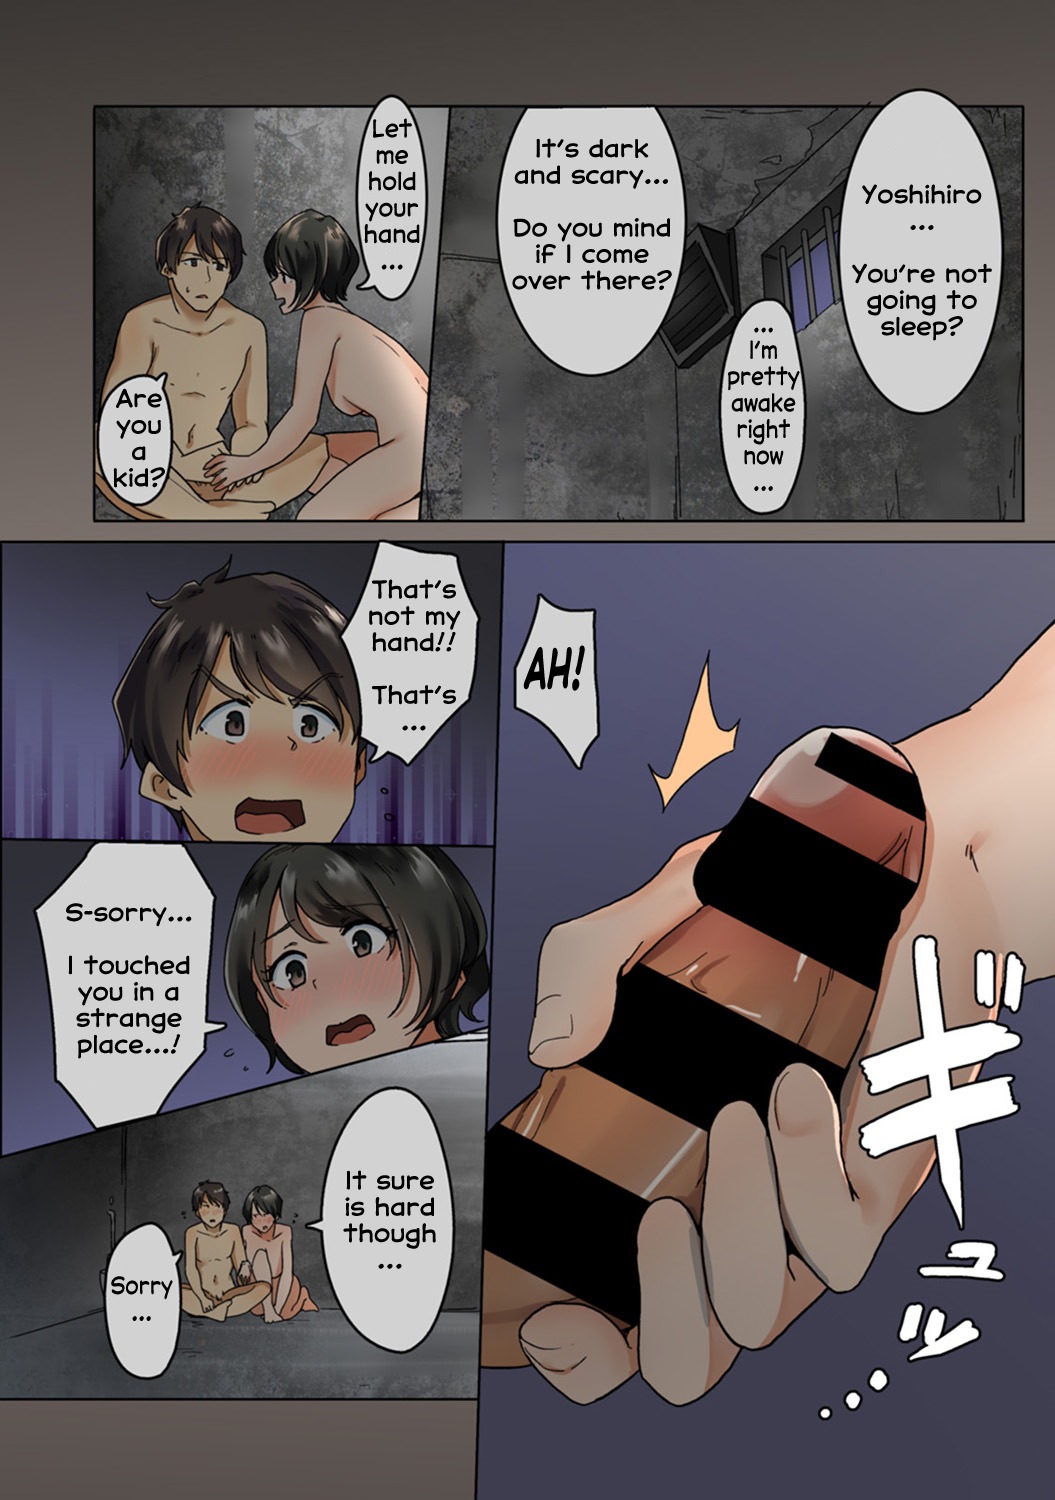 Yoshihiro
...
You're not
going to
sleep?
...
I'm
pretty
awake
right
now
...
It's dark
and scary...
Do you mind
if I come
over there?
Let
me
hold
your
hand
...
Are
you
a
kid?
AH!
ギ
ュ
ッ
...
That's
not my
hand!!
That's
...
S-sorry...
I touched
you in a
strange
place...!
It sure
is hard
though
...
Sorry
...